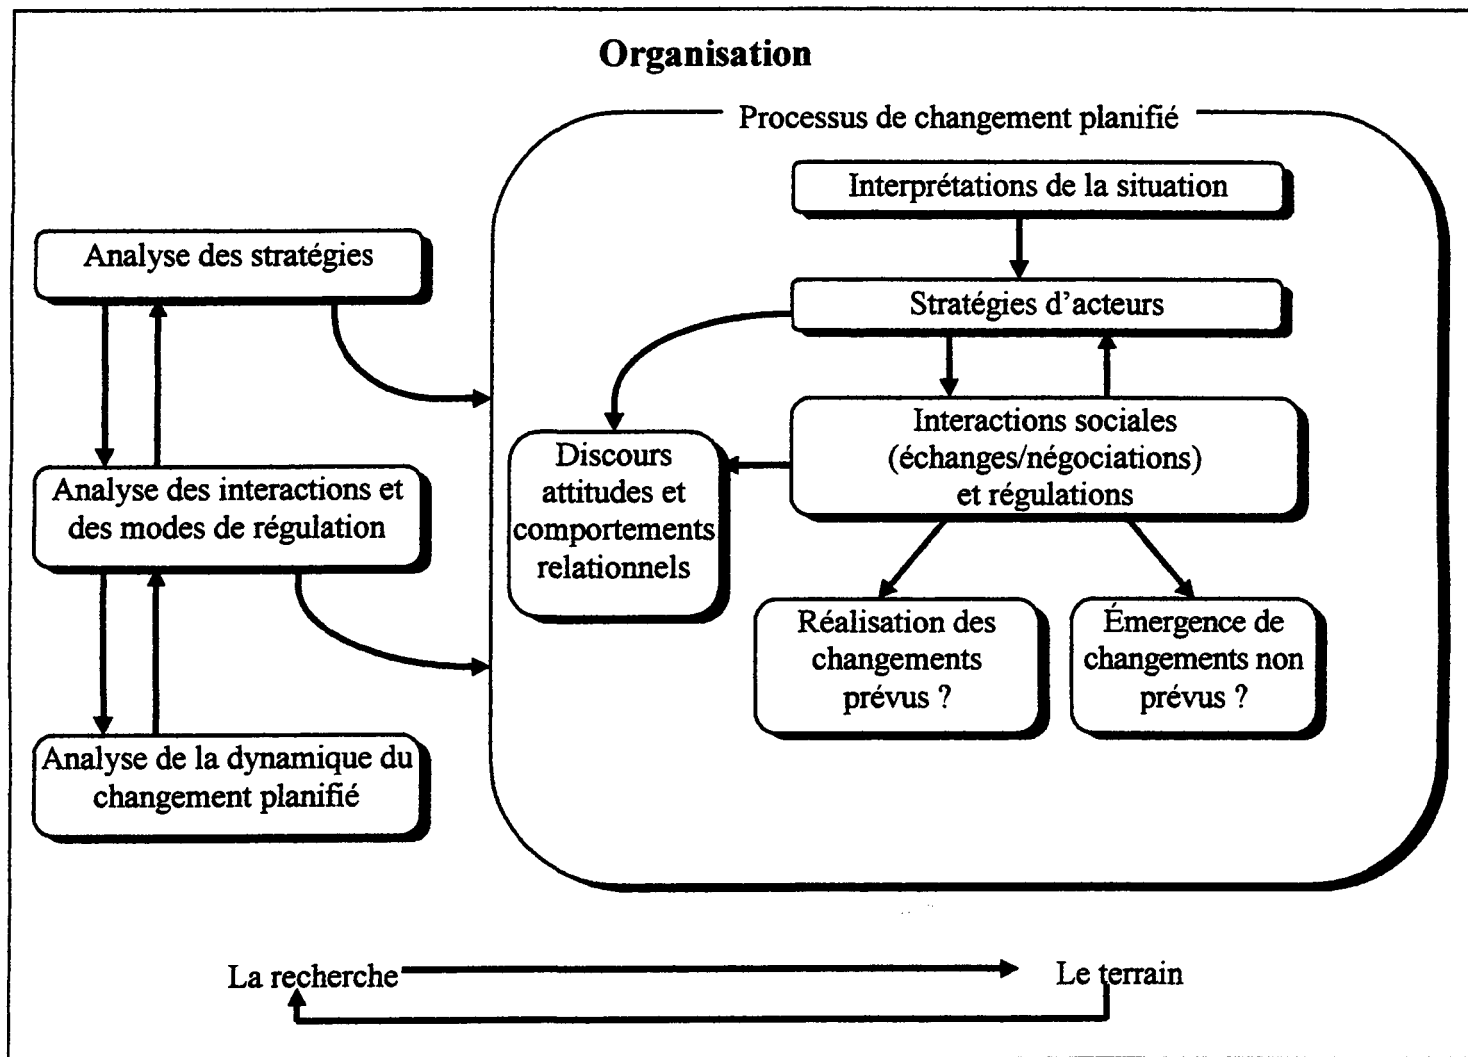 Organisation
Processus de changement planifié
Interprétations de la situation
Analyse des stratégies
Stratégies d'acteurs
Interactions sociales
(échanges/négociations)
et régulations
Discours
attitudes et
comportements
relationnels
Analyse des interactions et
des modes de régulation
Réalisation des
changements
prévus ?
Émergence de
changements non
prévus ?
Analyse de la dynamique du
changement planifié
La recherche
Le terrain